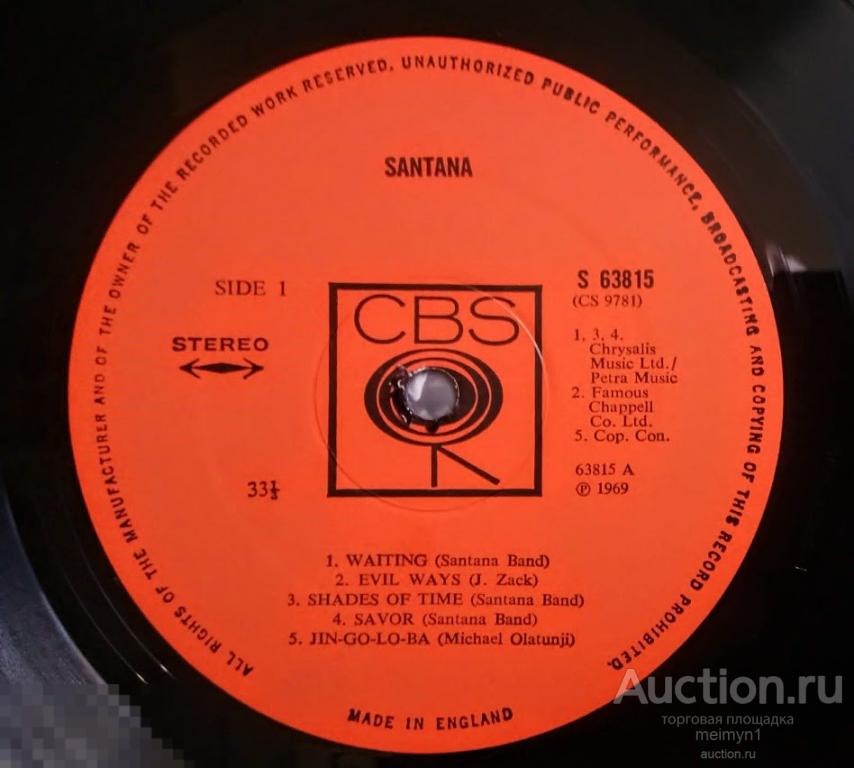 ALL RIGHTS OF THE MANUFACTURER AND OF THE OWNER OF THE RECORDED WORK RESERVED. UNAUTHORIZED PUBLIC PERFORMANCE, BROADCASTING AND COPYING OF THIS RECORD PROHIBITED.
SANTANA
SIDE 1
S 63815
(CS 9781)
STEREO
CBS
1. 3. 4.
Chrysalis
Music Ltd./
Petra Music
2. Famous
Chappell
Co. Ltd.
5. Cop. Con.
33⅓
63815 A
℗ 1969
1. WAITING (Santana Band)
2. EVIL WAYS (J. Zack)
3. SHADES OF TIME (Santana Band)
4. SAVOR (Santana Band)
5. JIN-GO-LO-BA (Michael Olatunji)
MADE IN ENGLAND
Auction.ru
торговая площадка
meimyn1
auction.ru